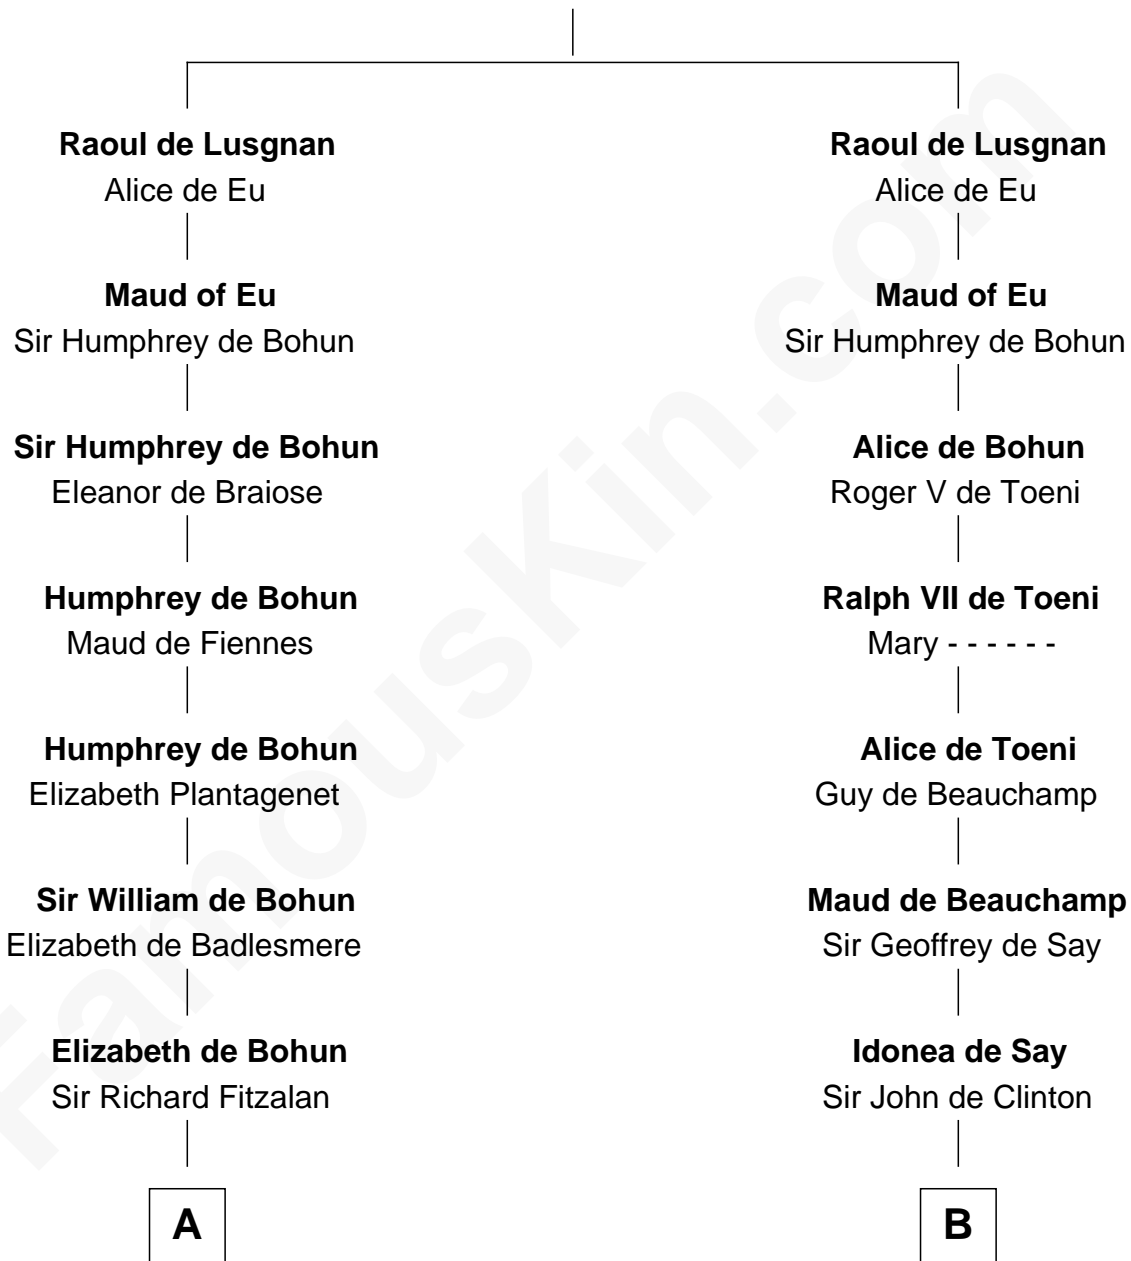 Raoul de Lusgnan
Alice de Eu
Maud of Eu
Sir Humphrey de Bohun
Sir Humphrey de Bohun
Eleanor de Braiose
Humphrey de Bohun
Maud de Fiennes
Humphrey de Bohun
Elizabeth Plantagenet
Sir William de Bohun
Elizabeth de Badlesmere
Elizabeth de Bohun
Sir Richard Fitzalan
A
Raoul de Lusgnan
Alice de Eu
Maud of Eu
Sir Humphrey de Bohun
Alice de Bohun
Roger V de Toeni
Ralph VII de Toeni
Mary - - - - - -
Alice de Toeni
Guy de Beauchamp
Maud de Beauchamp
Sir Geoffrey de Say
Idonea de Say
Sir John de Clinton
B
FamousKin.com